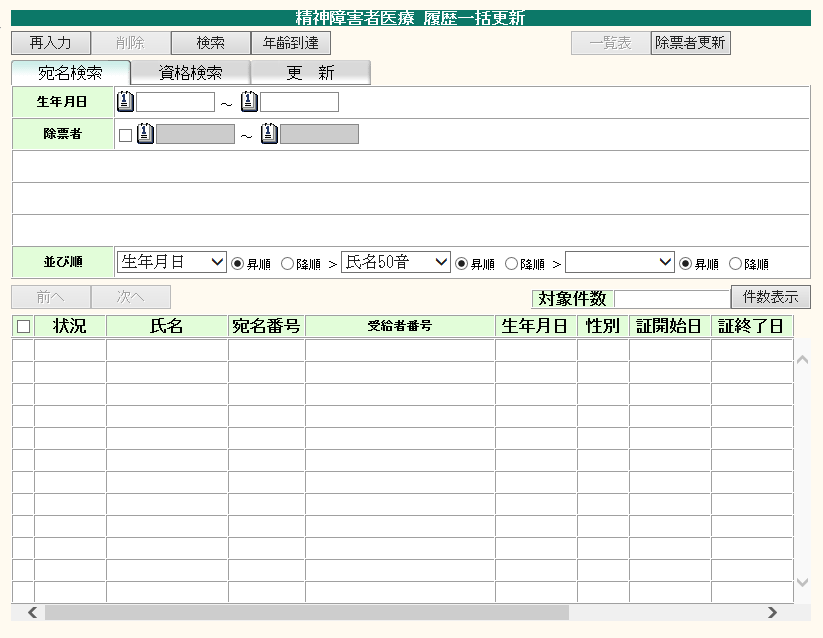 精神障害者医療 履歴一括更新
再入力 削除 検索 年齢到達 一覧表 除票者更新
宛名検索 資格検索 更 新
生年月日 ～
除票者 ～
並び順 生年月日 昇順 降順 > 氏名50音 昇順 降順 > 昇順 降順
前へ 次へ 対象件数 件数表示
状況 氏名 宛名番号 受給者番号 生年月日 性別 証開始日 証終了日